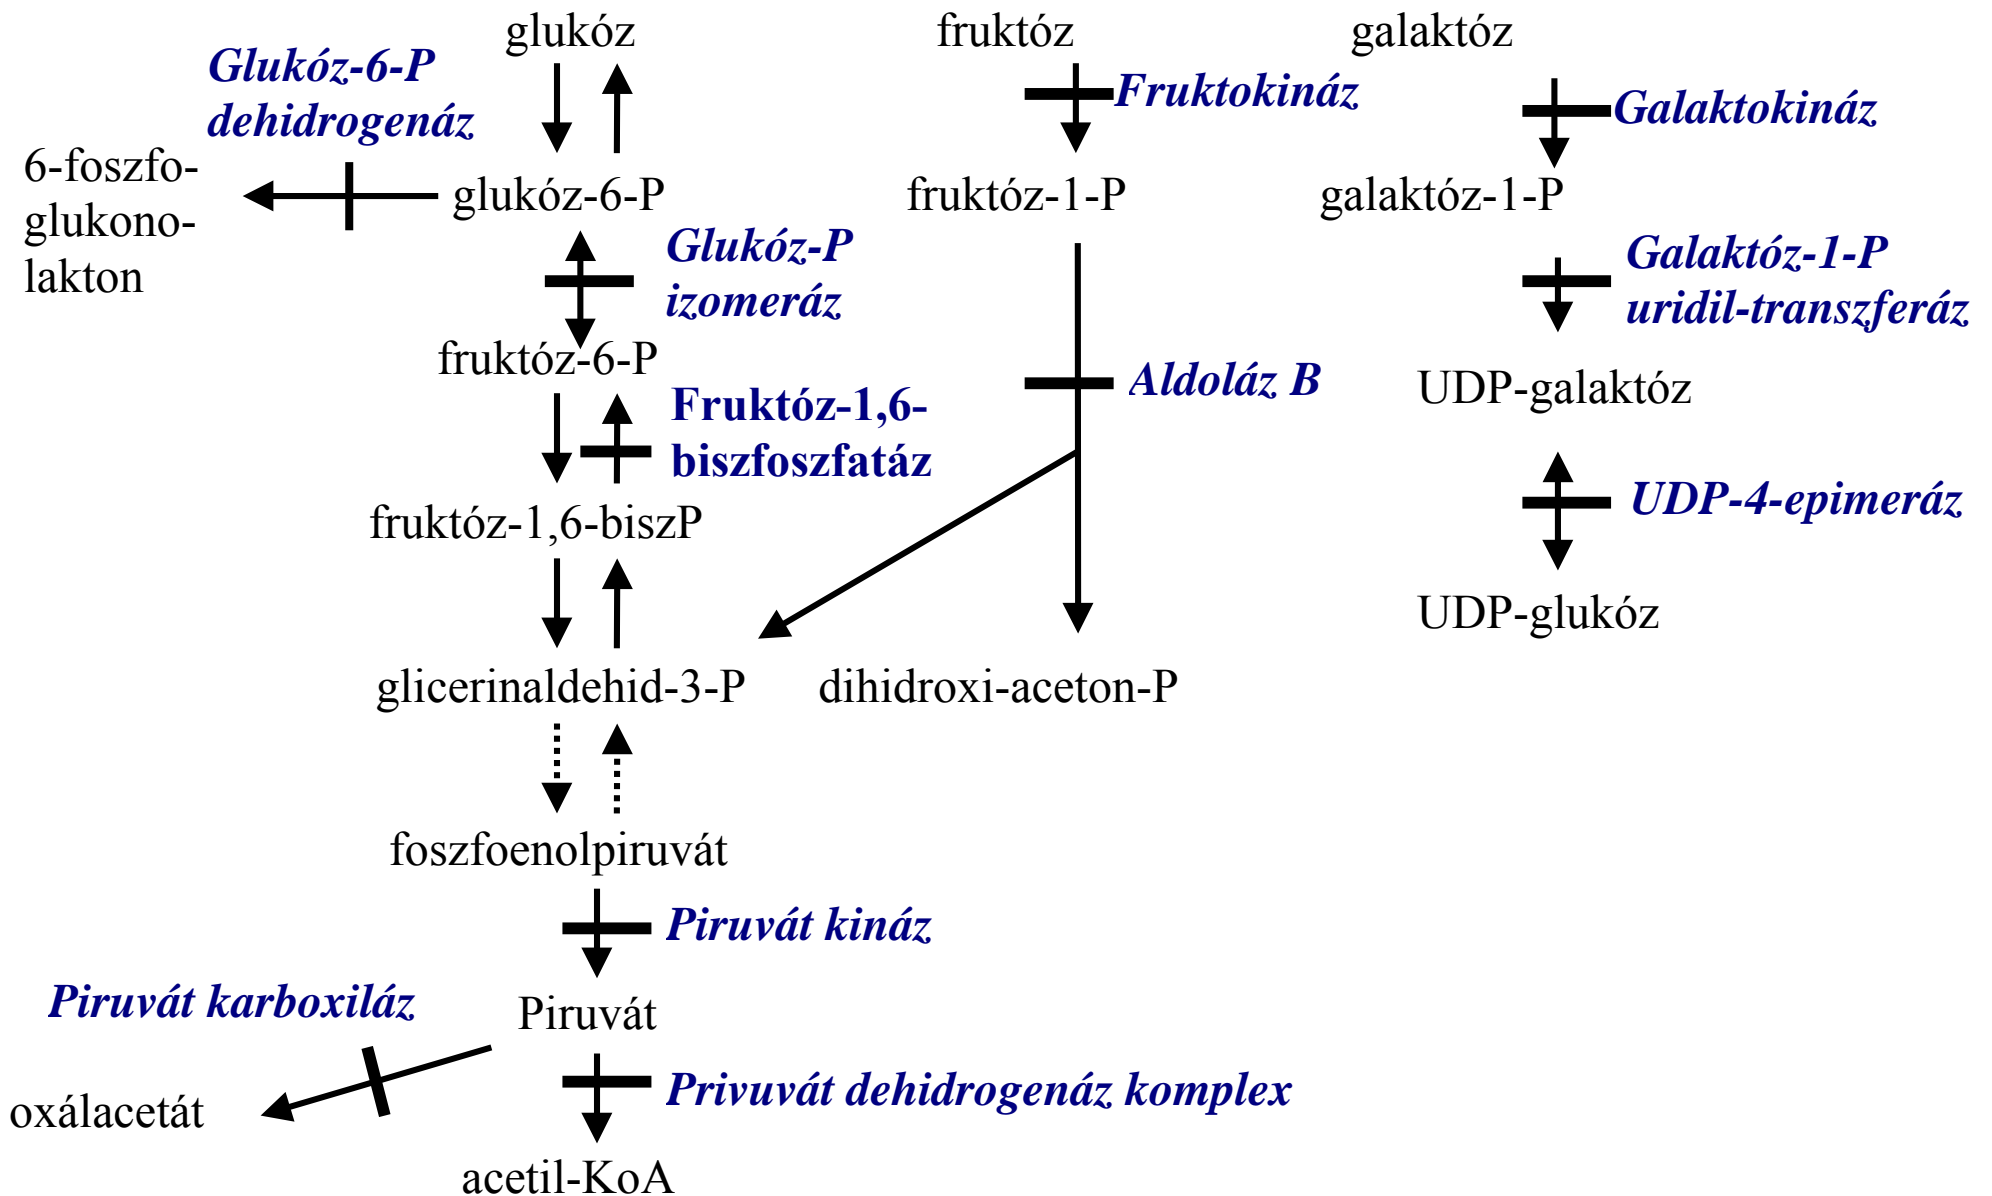 glukóz
fruktóz
galaktóz
Glukóz-6-P
dehidrogenáz
Fruktokináz
Galaktokináz
6-foszfo-
glukono-
lakton
glukóz-6-P
fruktóz-1-P
galaktóz-1-P
Glukóz-P
izomeráz
Galaktóz-1-P
uridil-transzferáz
fruktóz-6-P
Aldoláz B
UDP-galaktóz
Fruktóz-1,6-
biszfoszfatáz
fruktóz-1,6-biszP
UDP-4-epimeráz
UDP-glukóz
glicerinaldehid-3-P
dihidroxi-aceton-P
foszfoenolpiruvát
Piruvát kináz
Piruvát karboxiláz
Piruvát
oxálacetát
Privuvát dehidrogenáz komplex
acetil-KoA